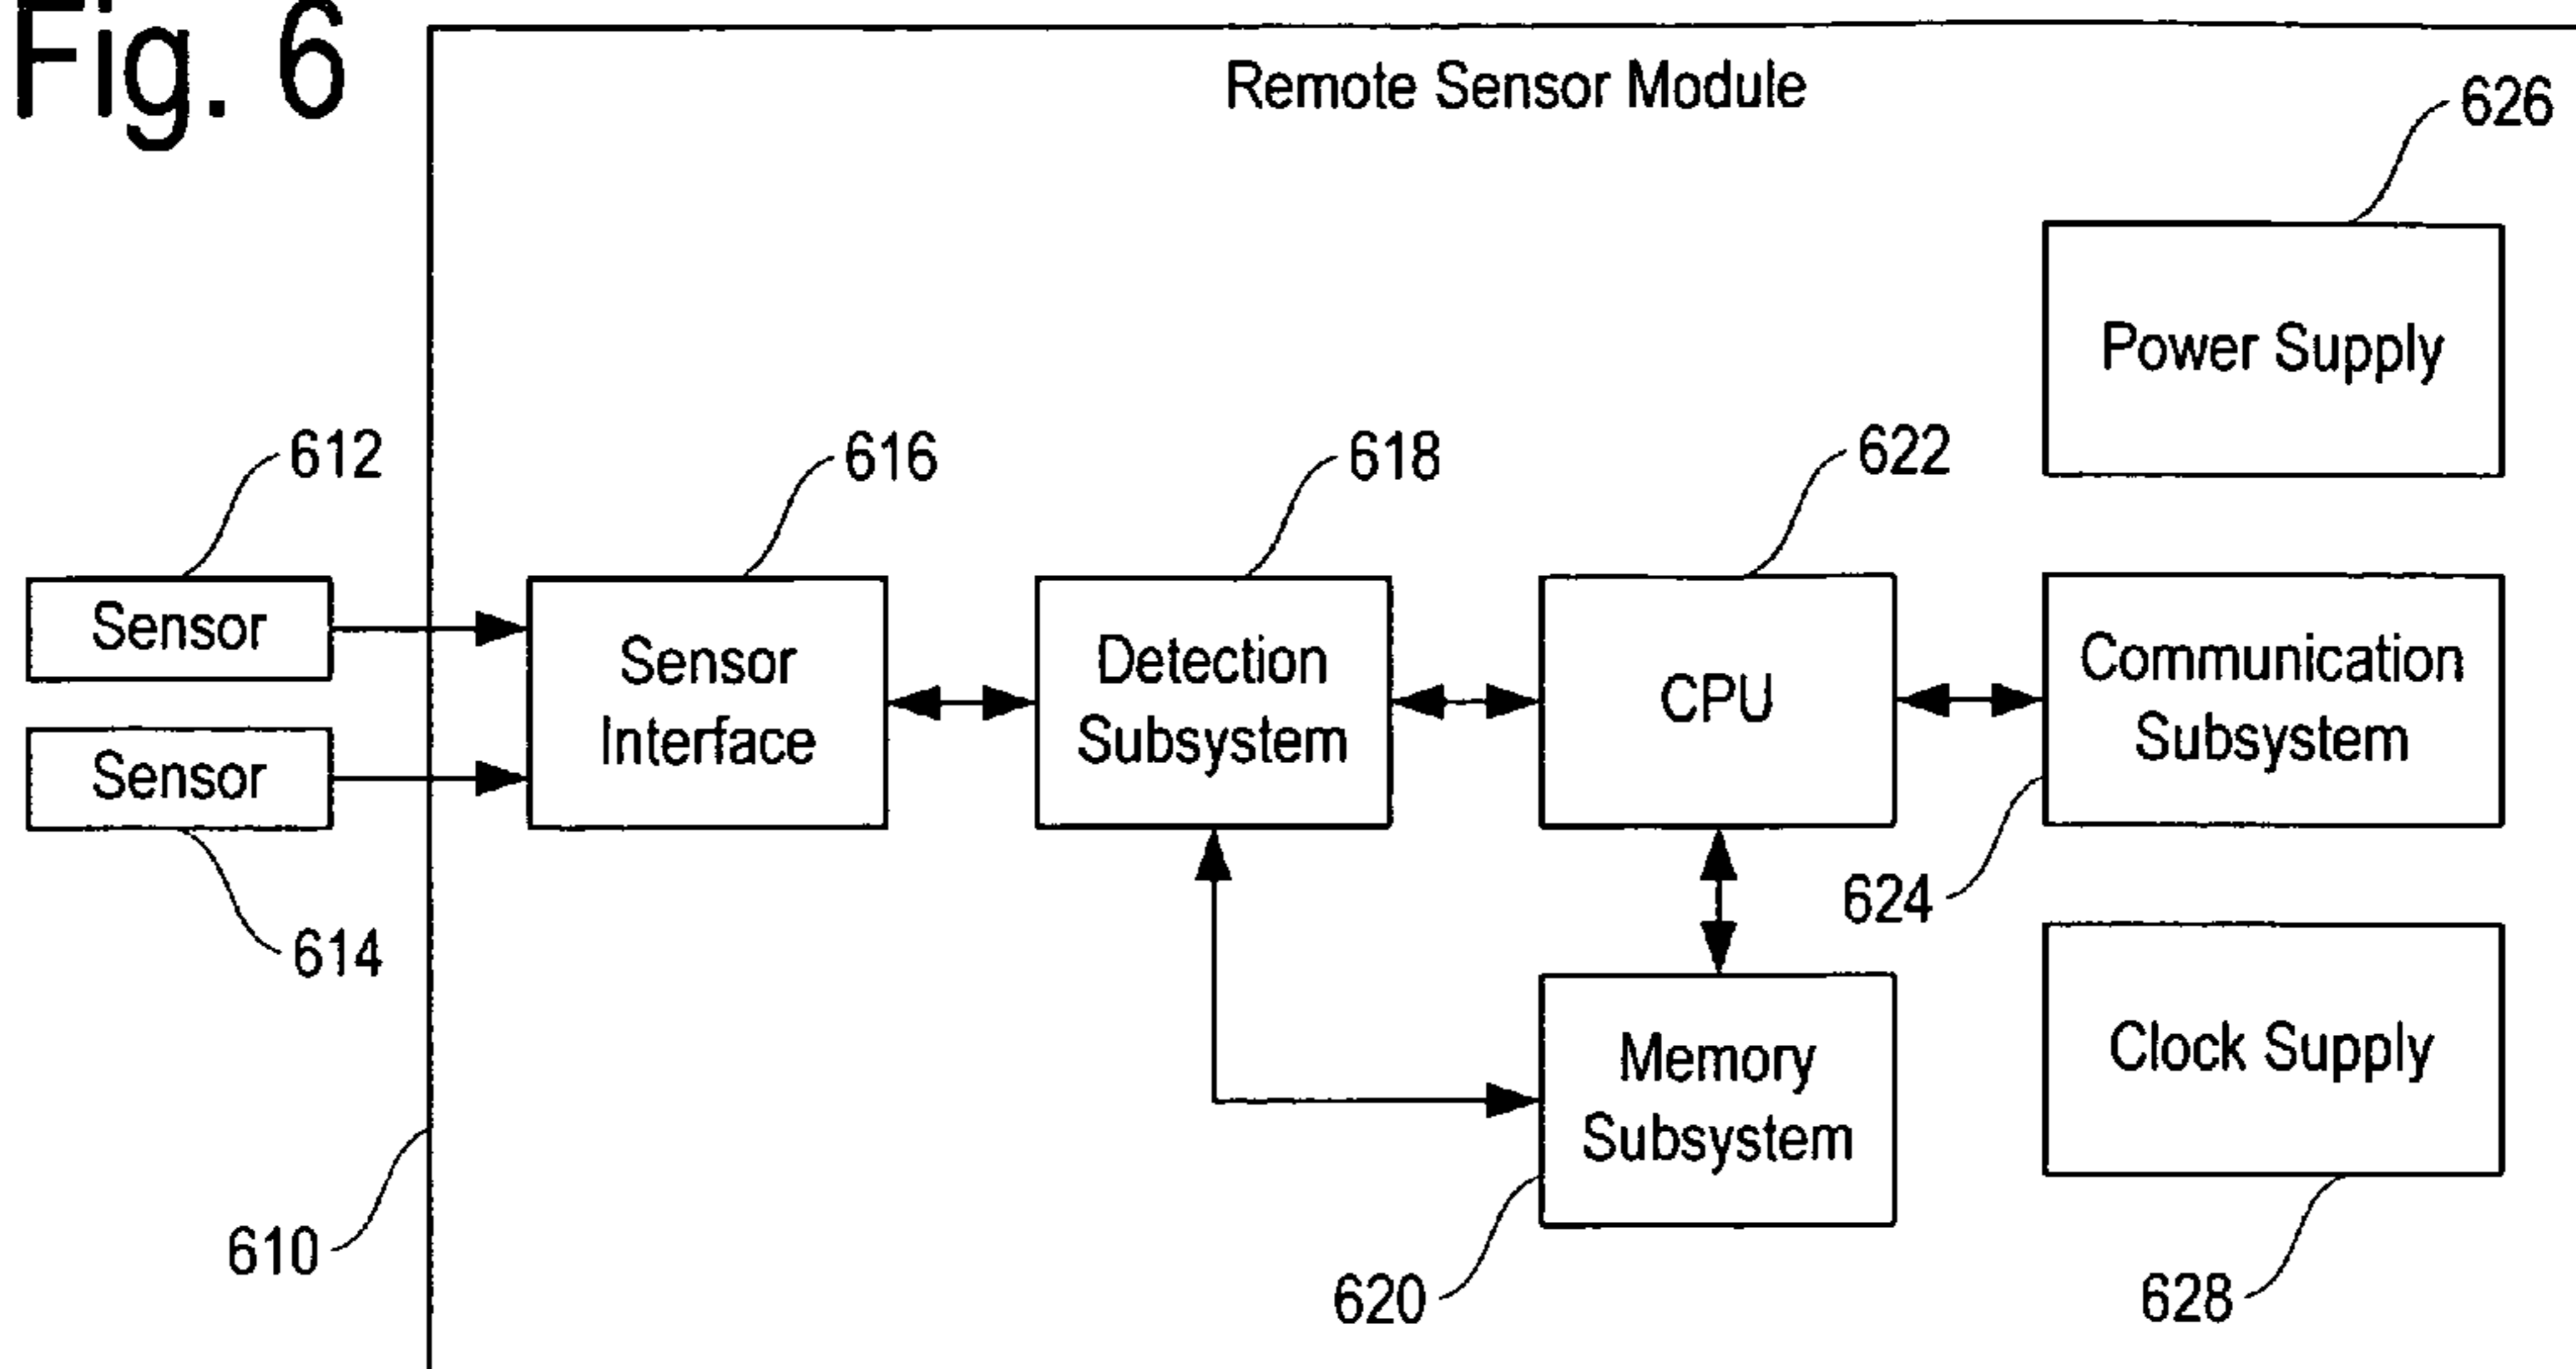 Fig. 6
Remote Sensor Module
626
Power Supply
612
616
618
622
Sensor
Sensor
Sensor
Interface
Detection
Subsystem
CPU
Communication
Subsystem
624
614
Memory
Subsystem
Clock Supply
610
620
628